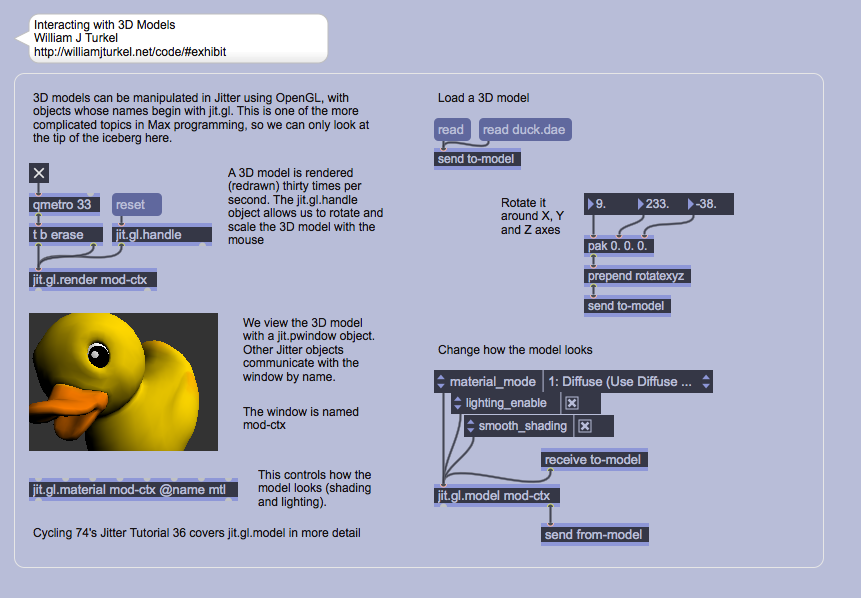 Interacting with 3D Models
William J Turkel
http://williamjturkel.net/code/#exhibit
3D models can be manipulated in Jitter using OpenGL, with
objects whose names begin with jit.gl. This is one of the more
complicated topics in Max programming, so we can only look at
the tip of the iceberg here.
qmetro 33
reset
t b erase
jit.gl.handle
jit.gl.render mod-ctx
A 3D model is rendered
(redrawn) thirty times per
second. The jit.gl.handle
object allows us to rotate and
scale the 3D model with the
mouse
We view the 3D model
with a jit.pwindow object.
Other Jitter objects
communicate with the
window by name.
The window is named
mod-ctx
jit.gl.material mod-ctx @name mtl
This controls how the
model looks (shading
and lighting).
Cycling 74's Jitter Tutorial 36 covers jit.gl.model in more detail
Load a 3D model
read
read duck.dae
send to-model
Rotate it
around X, Y
and Z axes
9.
233.
-38.
pak 0. 0. 0.
prepend rotatexyz
send to-model
Change how the model looks
material_mode
1: Diffuse (Use Diffuse ...
lighting_enable
smooth_shading
receive to-model
jit.gl.model mod-ctx
send from-model